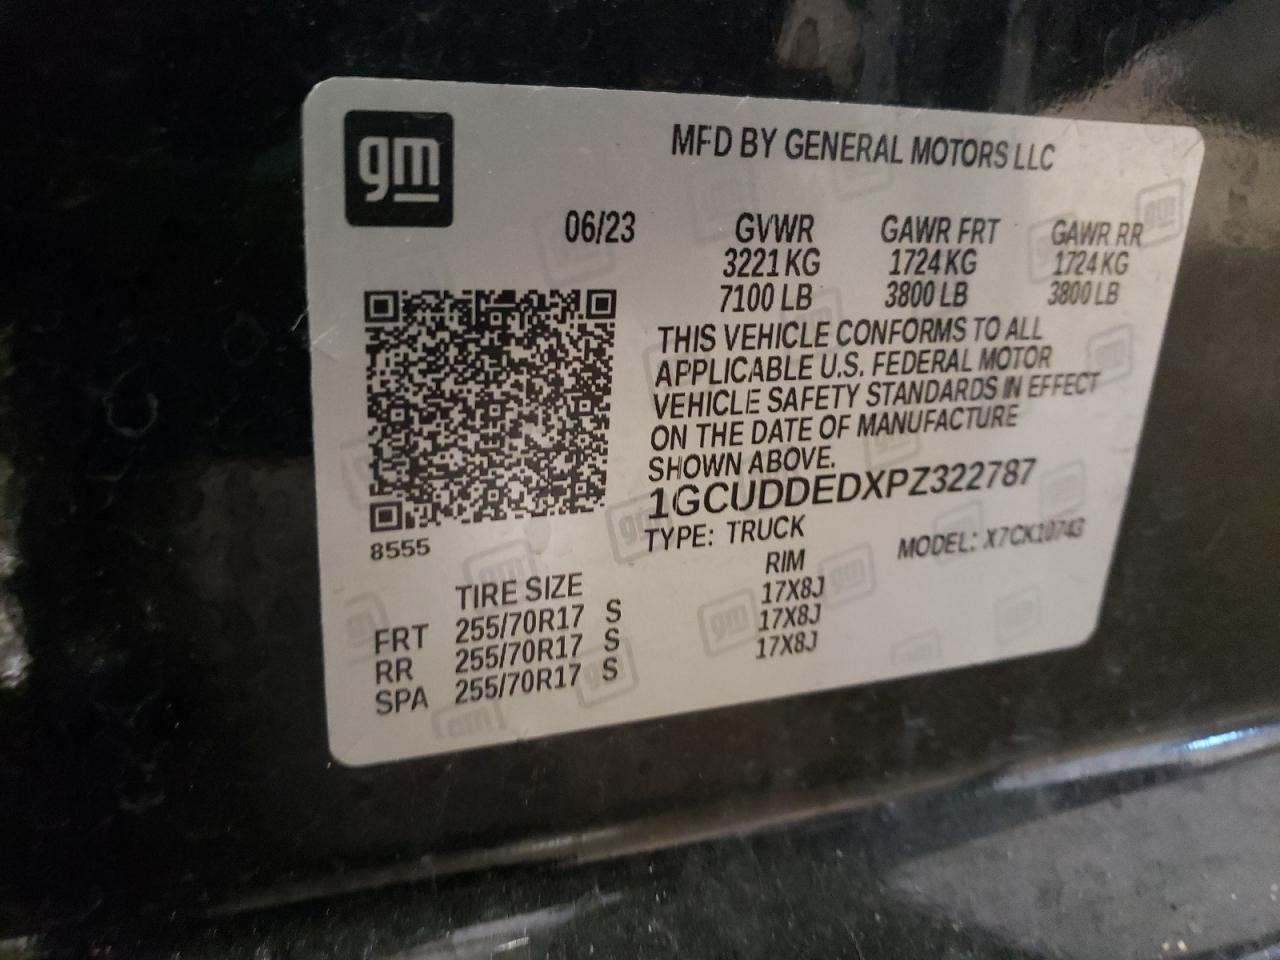 gm
MFD BY GENERAL MOTORS LLC
06/23 GVWR GAWR FRT GAWR RR
3221 KG 1724 KG 1724 KG
7100 LB 3800 LB 3800 LB
THIS VEHICLE CONFORMS TO ALL
APPLICABLE U.S. FEDERAL MOTOR
VEHICLE SAFETY STANDARDS IN EFFECT
ON THE DATE OF MANUFACTURE
SHOWN ABOVE.
1GCUDDEDXPZ322787
8555
TYPE: TRUCK MODEL: X7CK10743
TIRE SIZE RIM
FRT 255/70R17 S 17X8J
RR 255/70R17 S 17X8J
SPA 255/70R17 S 17X8J